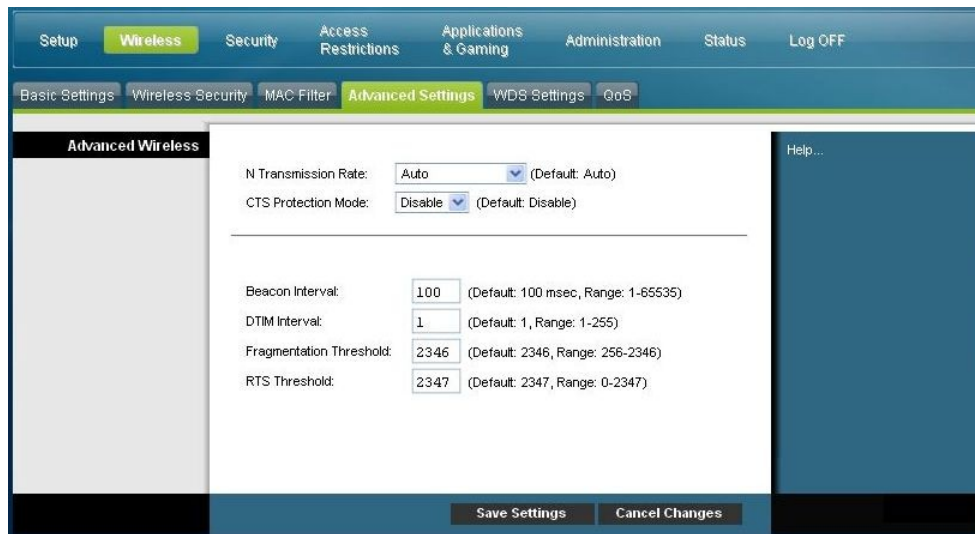 Setup Wireless Security Access Restrictions Applications & Gaming Administration Status Log OFF
Basic Settings Wireless Security MAC Filter Advanced Settings WDS Settings QoS
Advanced Wireless
Help...
N Transmission Rate: Auto (Default: Auto)
CTS Protection Mode: Disable (Default: Disable)
Beacon Interval: 100 (Default: 100 msec, Range: 1-65535)
DTIM Interval: 1 (Default: 1, Range: 1-255)
Fragmentation Threshold: 2346 (Default: 2346, Range: 256-2346)
RTS Threshold: 2347 (Default: 2347, Range: 0-2347)
Save Settings Cancel Changes